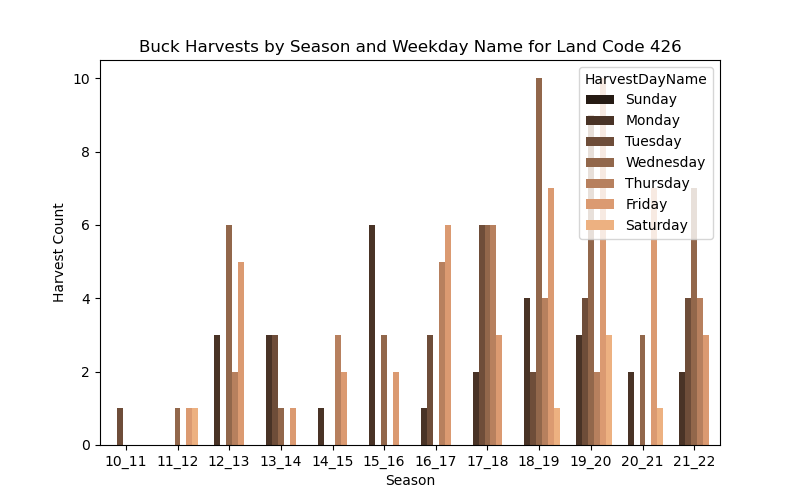 Buck Harvests by Season and Weekday Name for Land Code 426
HarvestDayName
Sunday
Monday
Tuesday
Wednesday
Thursday
Friday
Saturday
Harvest Count
10
8
6
4
2
0
10_11 11_12 12_13 13_14 14_15 15_16 16_17 17_18 18_19 19_20 20_21 21_22
Season